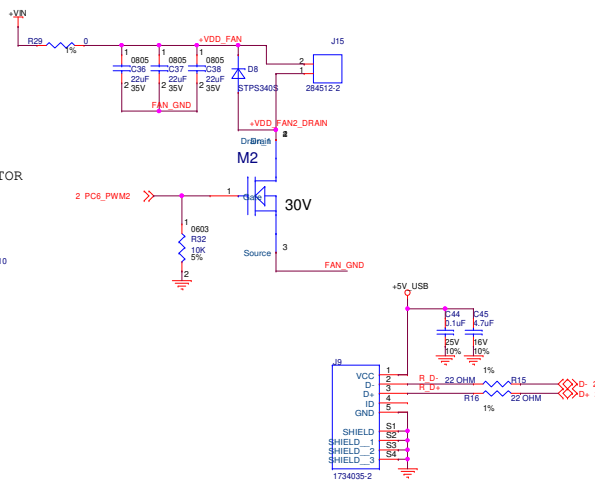 +VIN
R29
0
1%
+VDD_FAN
J15
1
0805
C36
22uF
35V
2
1
0805
C37
22uF
35V
2
1
0805
C38
22uF
35V
2
D8
STPS340S
2
1
284512-2
FAN_GND
+VDD_FAN2_DRAIN
Drain
M2
TOR
2 PC6_PWM2
1
Gate
30V
1
0603
R32
10K
5%
2
Source
3
FAN_GND
10
+5V_USB
C44
0.1uF
25V
10%
C45
4.7uF
16V
10%
J9
VCC
1
D-
2
R_D-
22 OHM
1%
R15
D-
2
D+
3
R_D+
R16
1%
22 OHM
D+
ID
4
GND
5
SHIELD
S1
SHIELD__1
S2
SHIELD__2
S3
SHIELD__3
S4
1734035-2